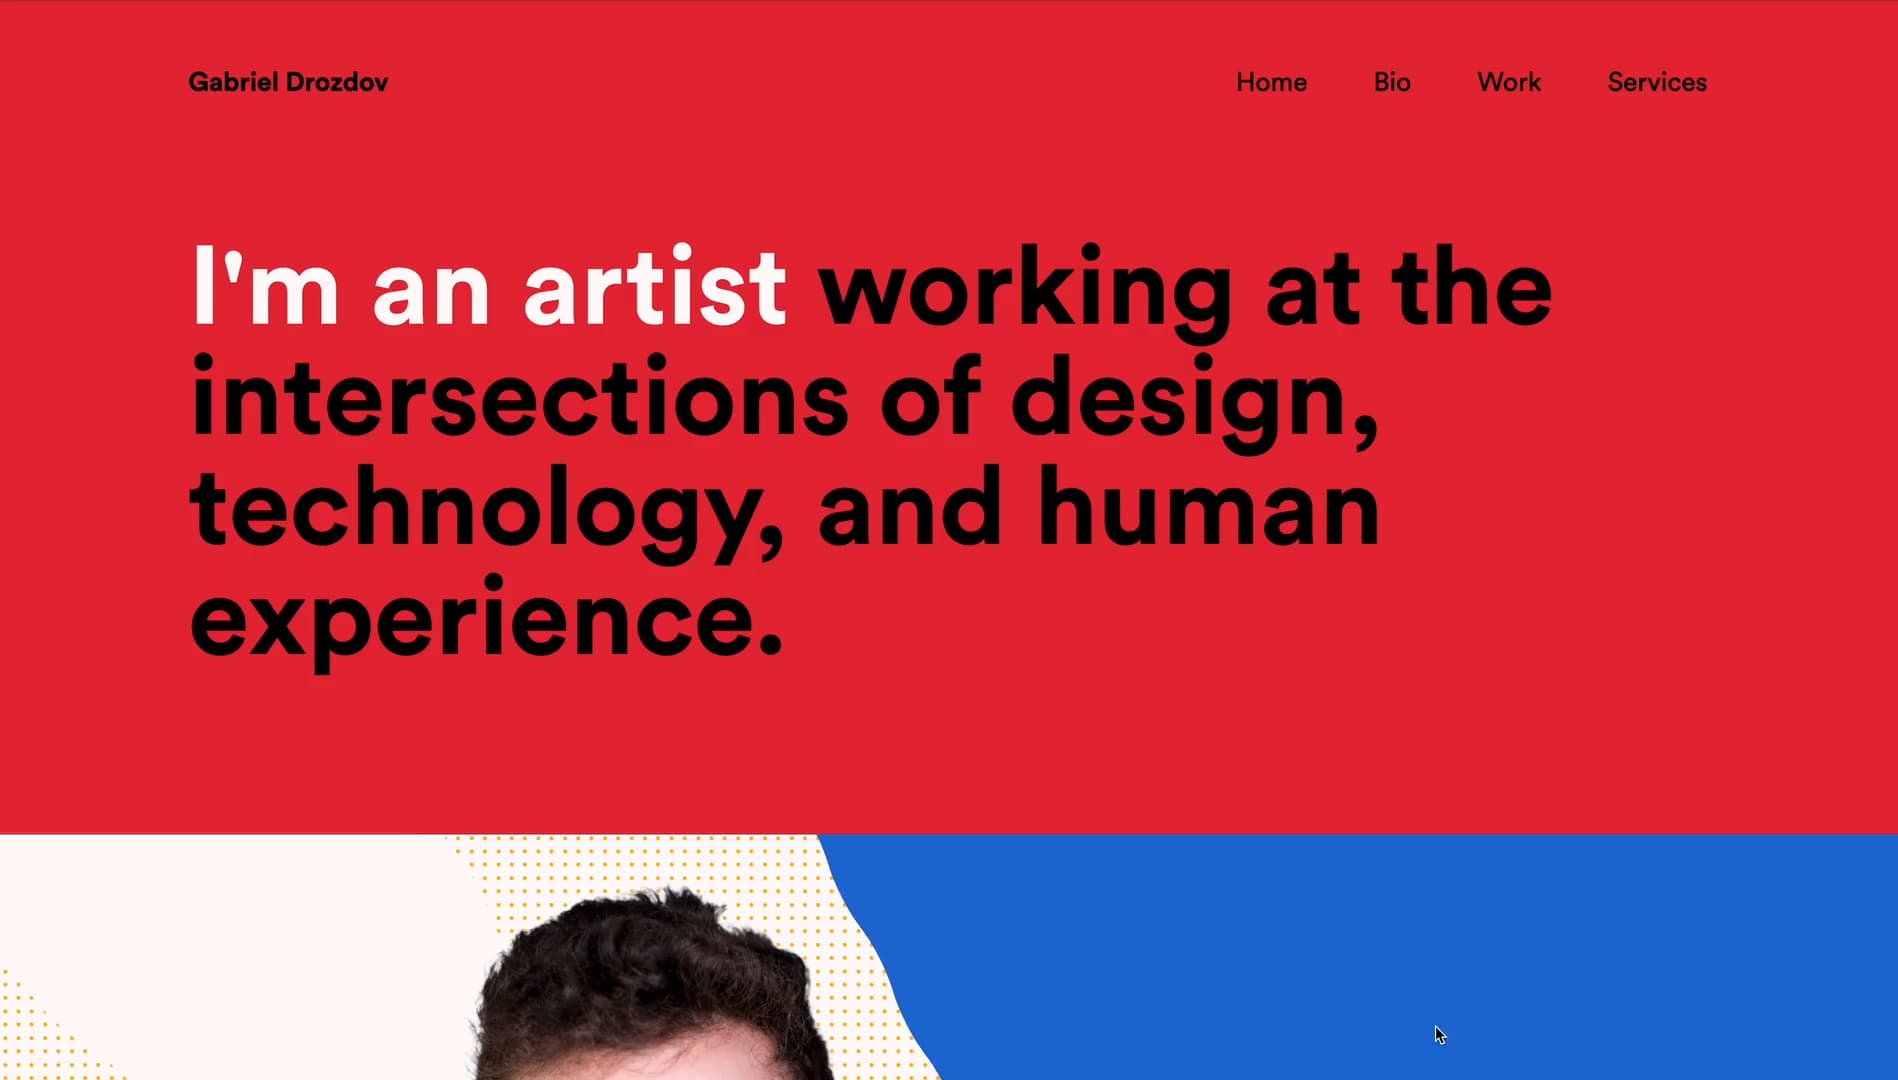 Gabriel Drozdov
Home Bio Work Services
I'm an artist working at the
intersections of design,
technology, and human
experience.